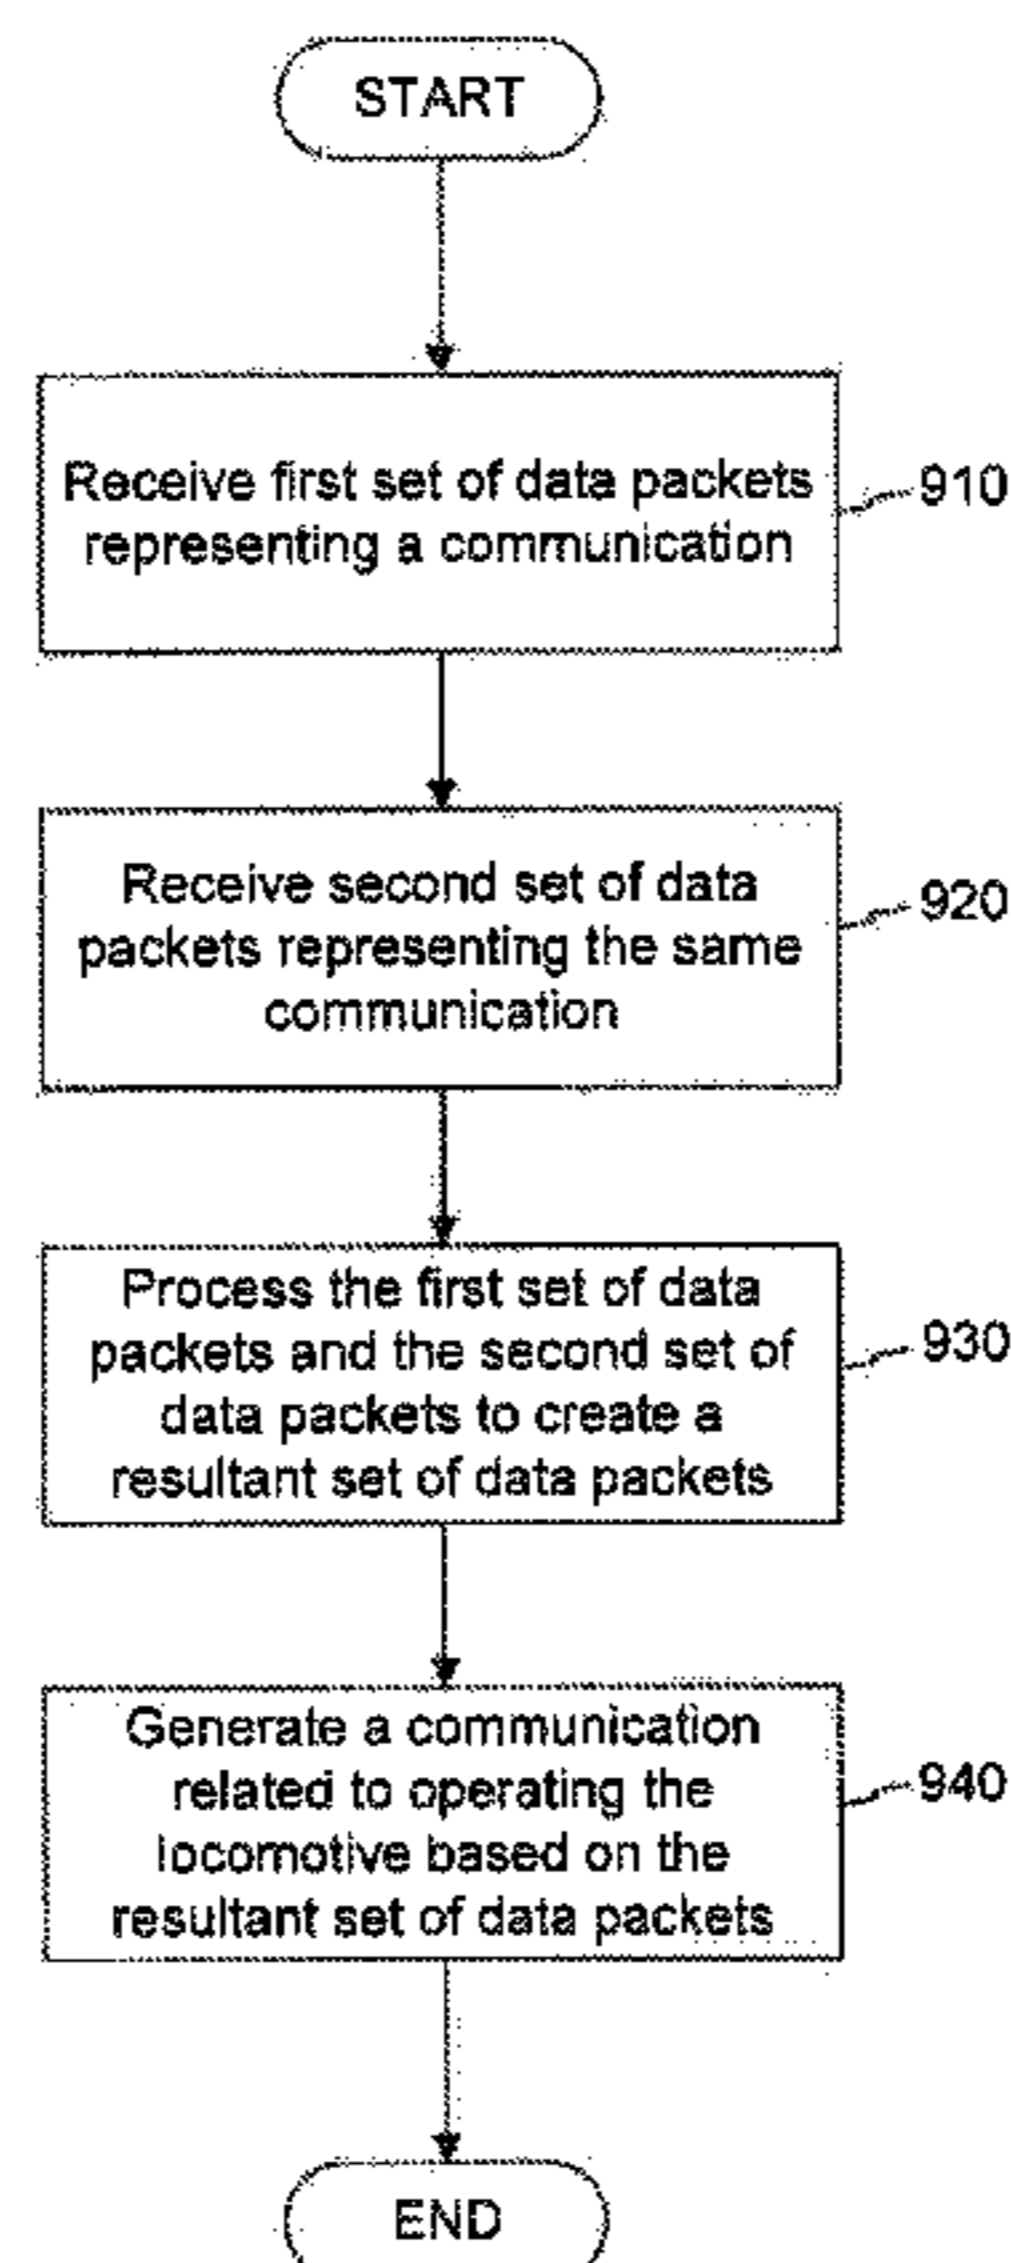 START
Receive first set of data packets
representing a communication
910
Receive second set of data
packets representing the same
communication
920
Process the first set of data
packets and the second set of
data packets to create a
resultant set of data packets
930
Generate a communication
related to operating the
locomotive based on the
resultant set of data packets
940
END